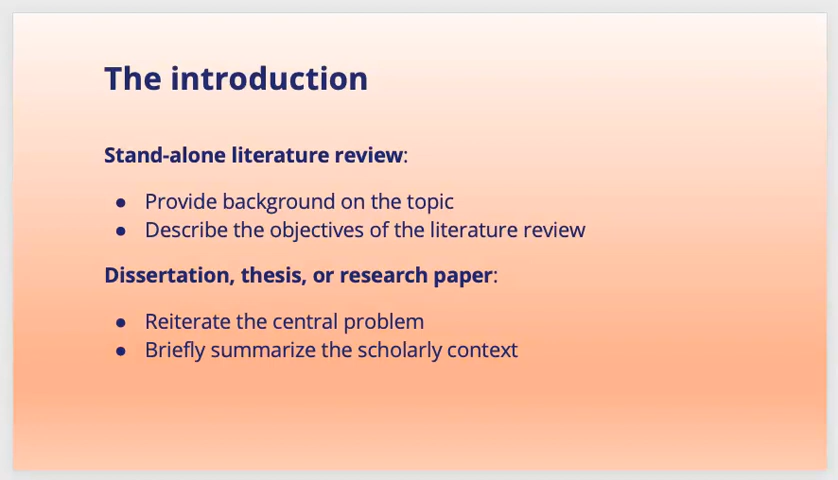 The introduction
Stand-alone literature review:
● Provide background on the topic
● Describe the objectives of the literature review
Dissertation, thesis, or research paper:
● Reiterate the central problem
● Briefly summarize the scholarly context